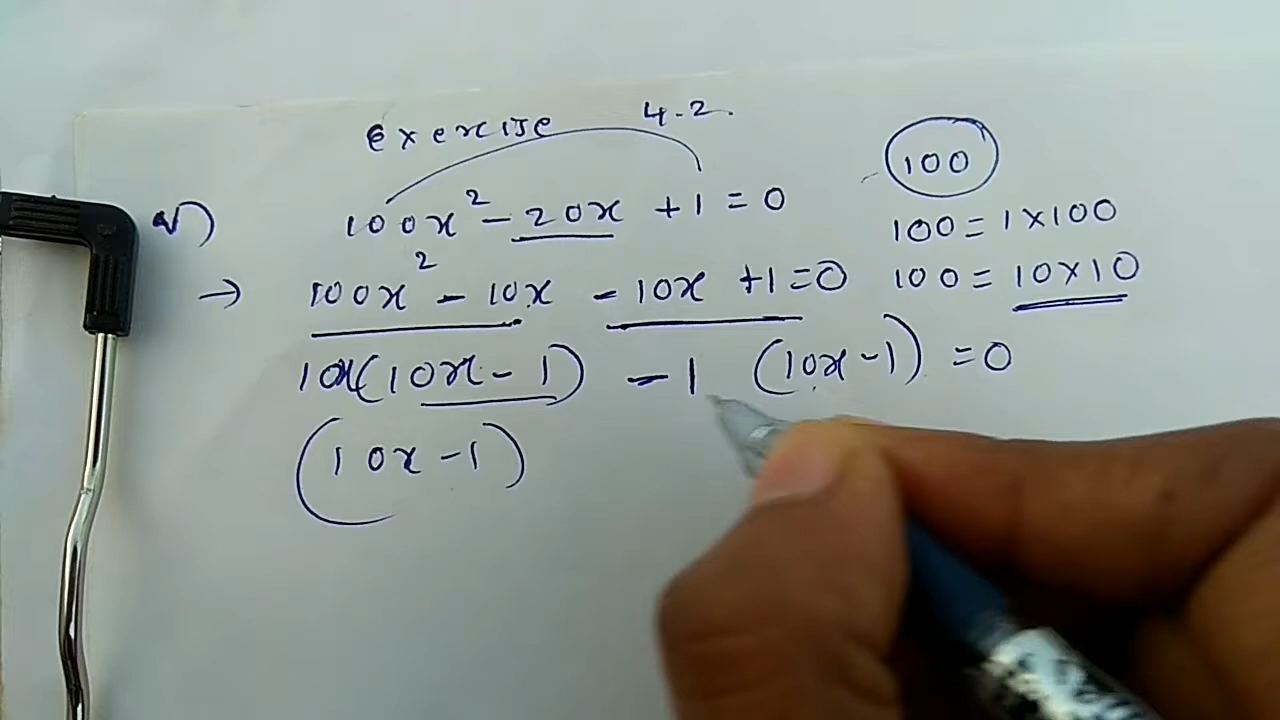 exercise 4.2.
v) 100x² - 20x + 1 = 0
→ 100x² - 10x - 10x + 1 = 0
10x(10x - 1) - 1 (10x - 1) = 0
(10x - 1)
100
100 = 1 x 100
100 = 10 x 10